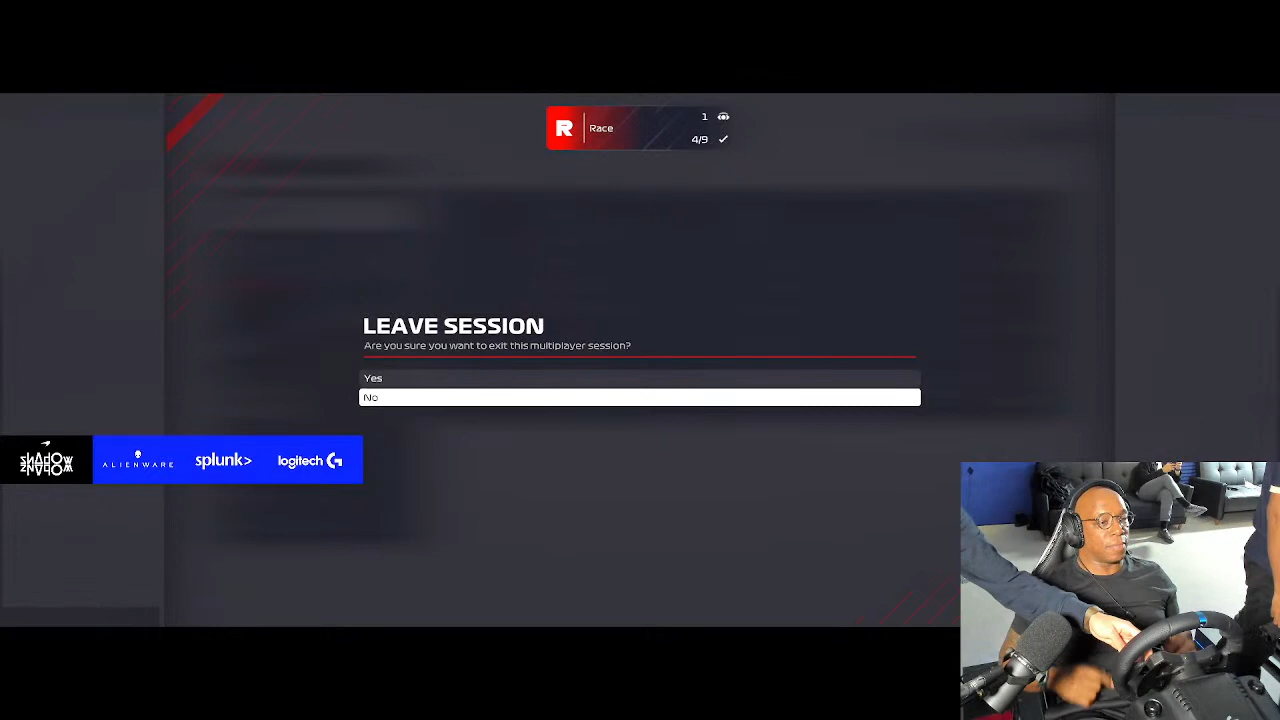 R Race
1
4/9
LEAVE SESSION
Are you sure you want to exit this multiplayer session?
Yes
No
SHADOW
ALIENWARE
splunk>
logitech G